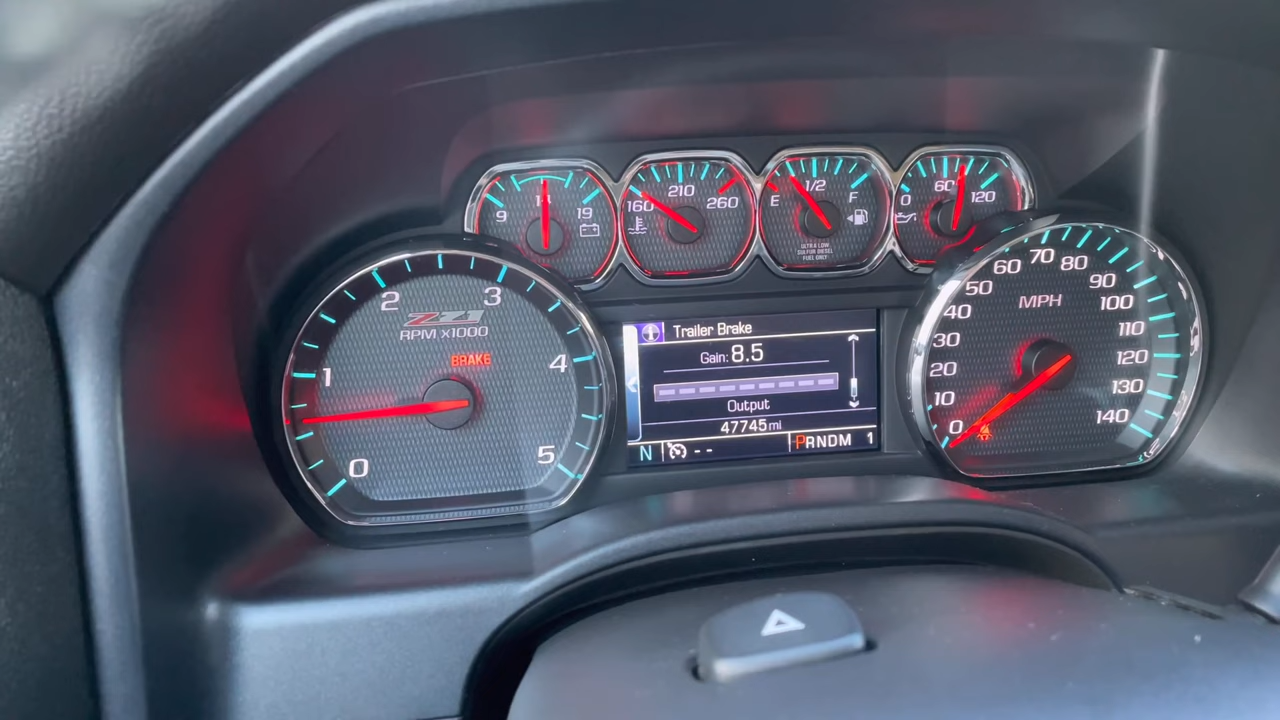 9 14 19
160 210 260
E 1/2 F
ULTRA LOW
SULFUR DIESEL
FUEL ONLY
0 60 120
0 1 2 3 4 5
Z71
RPM X1000
BRAKE
Trailer Brake
Gain: 8.5
Output
47745 mi
N -- PRNDM 1
0 10 20 30 40 50 60 70 80 90 100 110 120 130 140
MPH